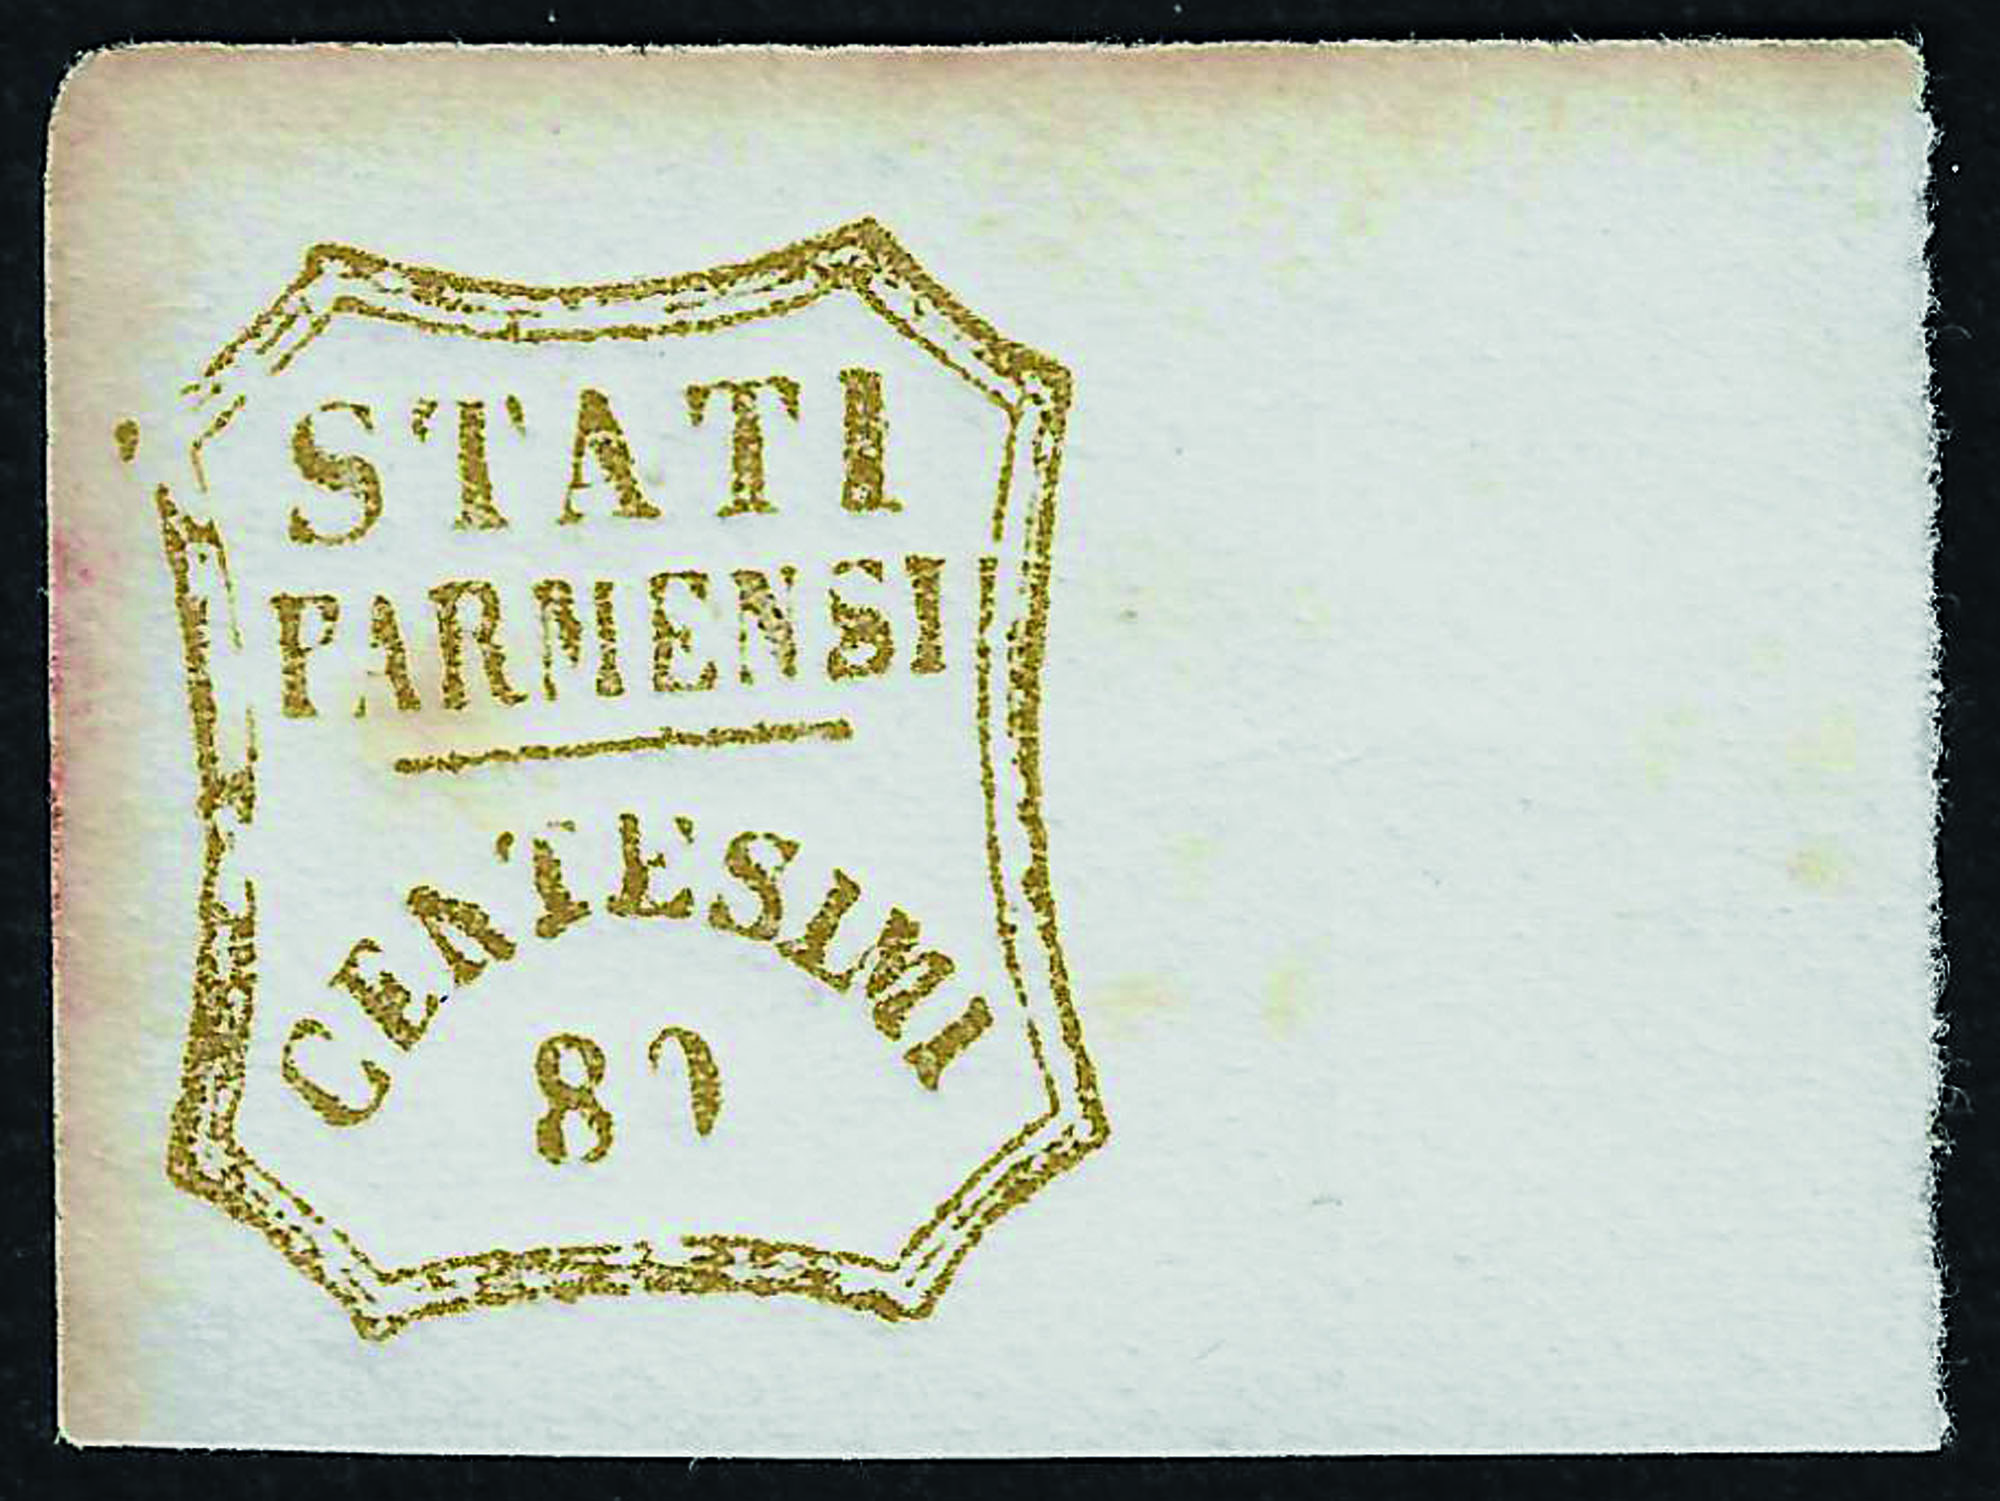 STATI
PARMENSI
CENTESIMI
80